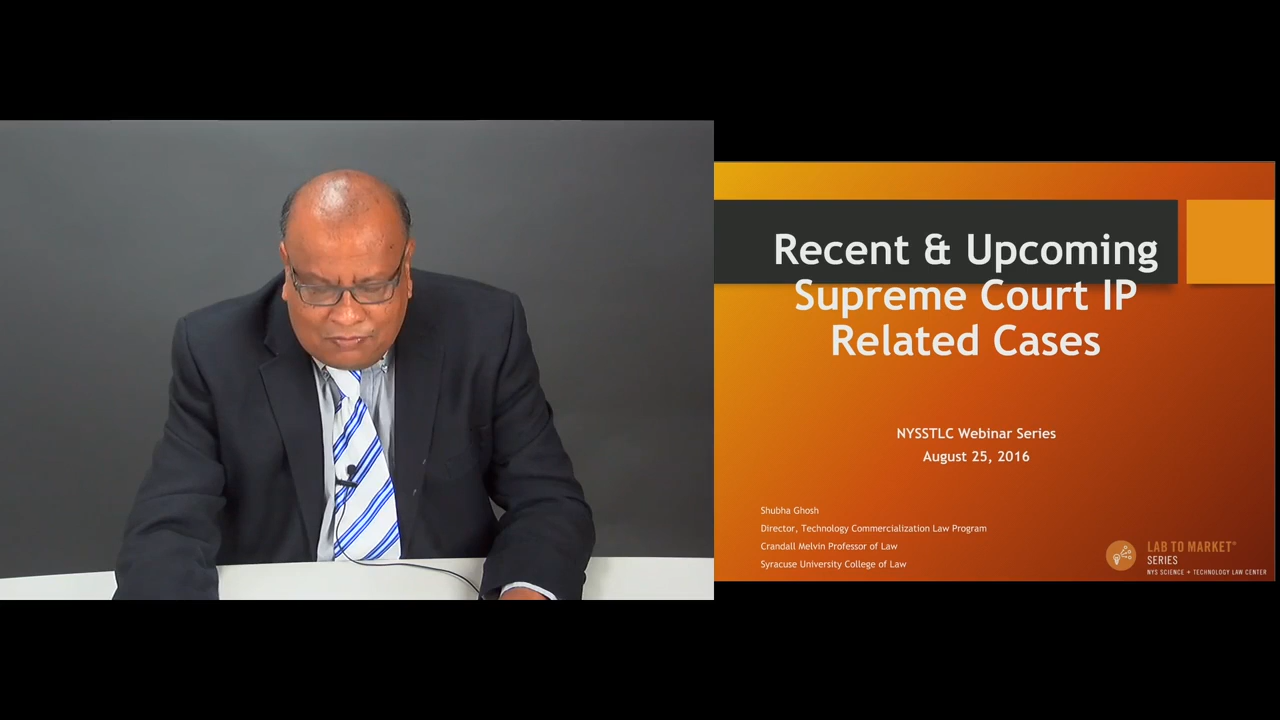 Recent & Upcoming
Supreme Court IP
Related Cases
NYSSTLC Webinar Series
August 25, 2016
Shubha Ghosh
Director, Technology Commercialization Law Program
Crandall Melvin Professor of Law
Syracuse University College of Law
LAB TO MARKET®
SERIES
NYS SCIENCE + TECHNOLOGY LAW CENTER